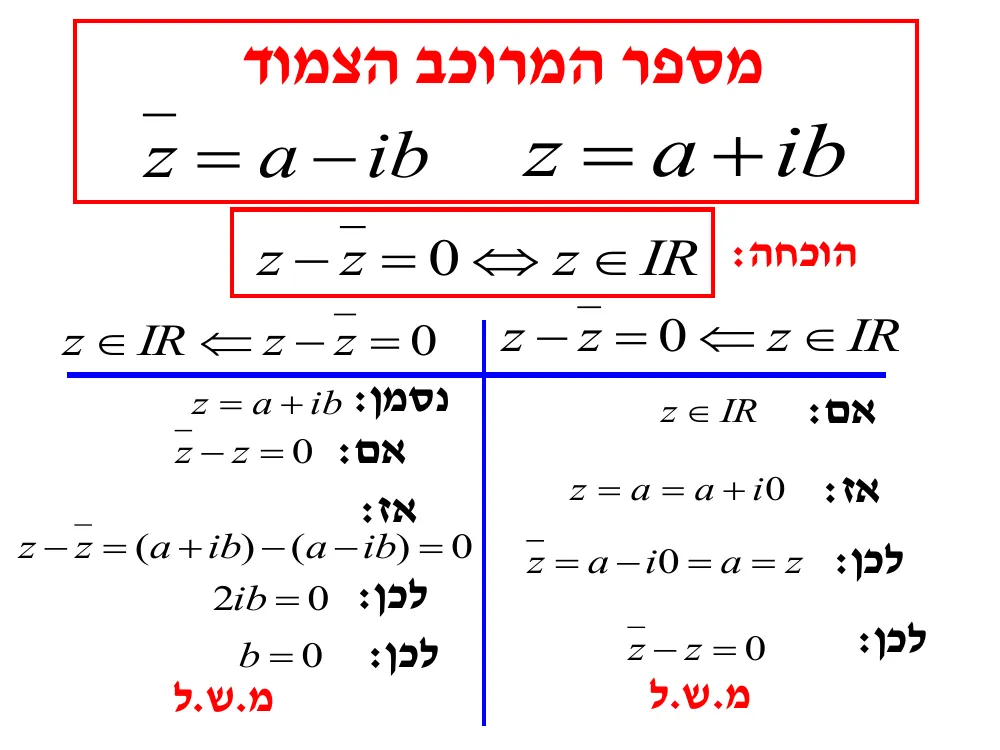 מספר המרוכב הצמוד
z = a + ib    z̅ = a − ib
הוכחה: z − z̅ = 0 ⇔ z ∈ IR
z − z̅ = 0 ⇐ z ∈ IR
אם: z ∈ IR
אז: z = a = a + i0
לכן: z̅ = a − i0 = a = z
לכן: z̅ − z = 0
מ.ש.ל
z ∈ IR ⇐ z − z̅ = 0
נסמן: z = a + ib
אם: z̅ − z = 0
אז:
z − z̅ = (a + ib) − (a − ib) = 0
לכן: 2ib = 0
לכן: b = 0
מ.ש.ל